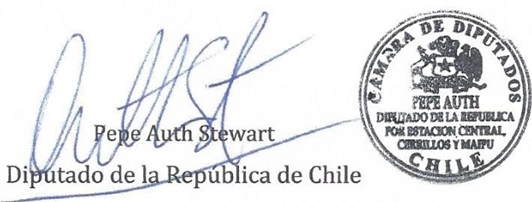 Pepe Auth Stewart
Diputado de la República de Chile
CAMARA DE DIPUTADOS
PEPE AUTH
DIPUTADO DE LA REPUBLICA
POR ESTACION CENTRAL,
CERRILLOS Y MAIPU
CHILE